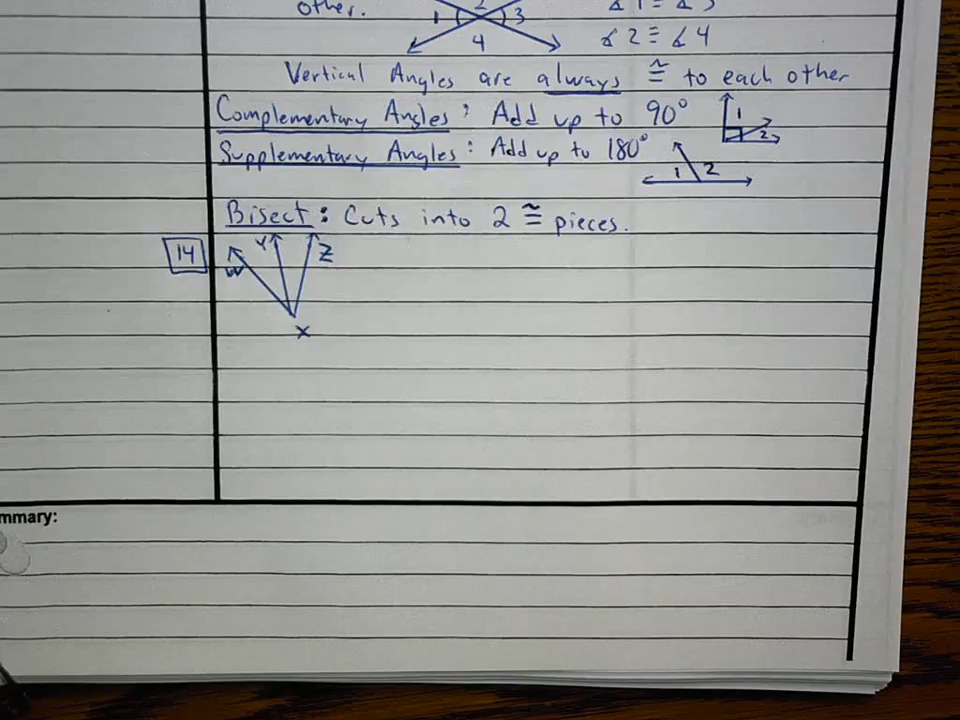 other. 1 2 3 ∡1 ≅ ∡3
4 ∡2 ≅ ∡4
Vertical Angles are always ≅ to each other
Complementary Angles: Add up to 90° 1 2
Supplementary Angles: Add up to 180° 1 2
Bisect: Cuts into 2 ≅ pieces.
14 W Y Z
X
mmary: